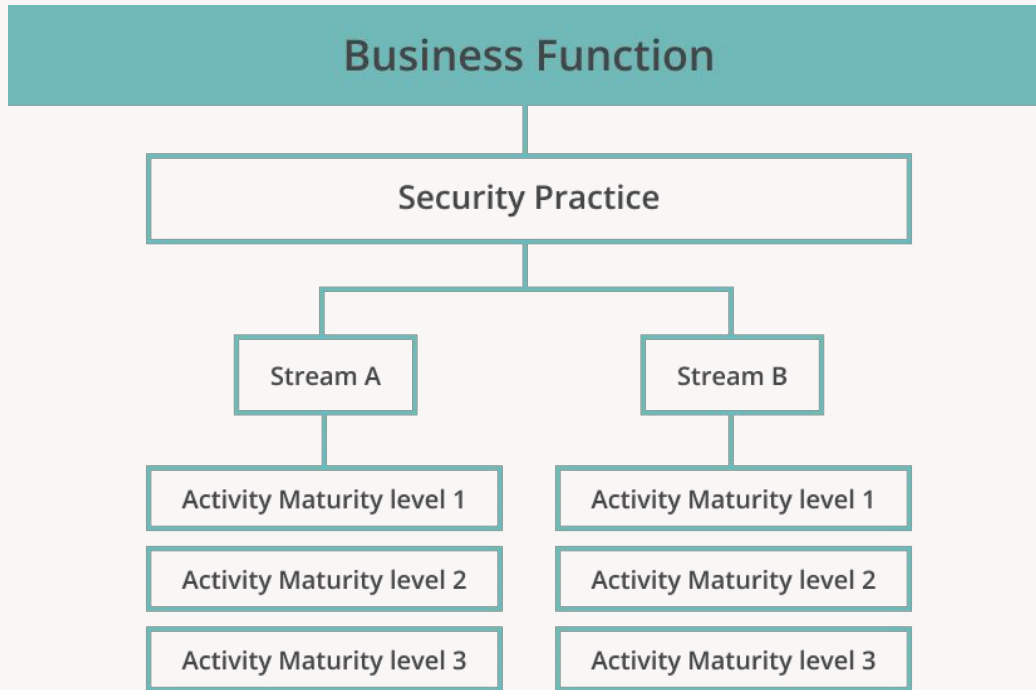 Business Function
Security Practice
Stream A
Stream B
Activity Maturity level 1
Activity Maturity level 1
Activity Maturity level 2
Activity Maturity level 2
Activity Maturity level 3
Activity Maturity level 3